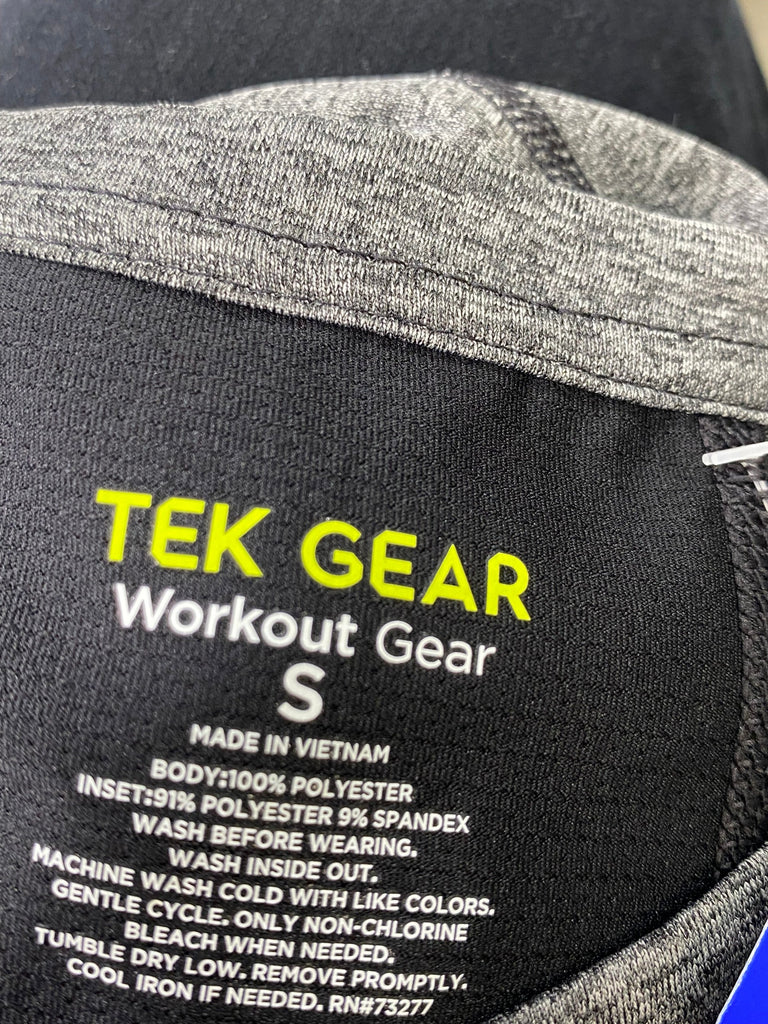 TEK GEAR
Workout Gear
S
MADE IN VIETNAM
BODY:100% POLYESTER
INSET:91% POLYESTER 9% SPANDEX
WASH BEFORE WEARING.
WASH INSIDE OUT.
MACHINE WASH COLD WITH LIKE COLORS.
GENTLE CYCLE. ONLY NON-CHLORINE
BLEACH WHEN NEEDED.
TUMBLE DRY LOW. REMOVE PROMPTLY.
COOL IRON IF NEEDED. RN#73277